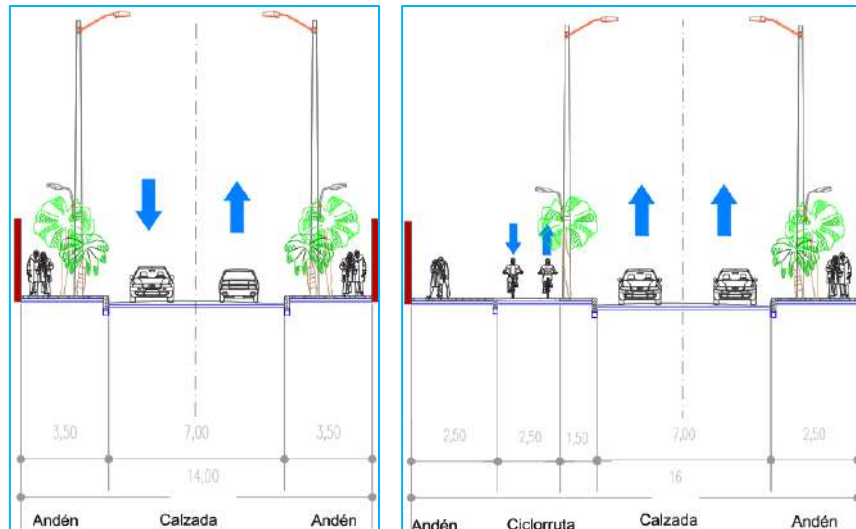 3,50 7,00 3,50
14,00
Andén Calzada Andén
2,50 2,50 1,50 7,00 2,50
16
Andén Ciclorruta Calzada Andén